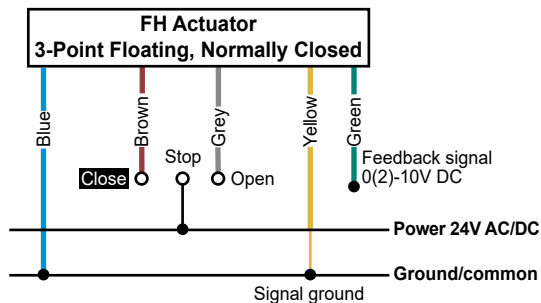 FH Actuator
3-Point Floating, Normally Closed
Blue
Brown
Grey
Yellow
Green
Stop
Close
Open
Feedback signal
0(2)-10V DC
Power 24V AC/DC
Ground/common
Signal ground